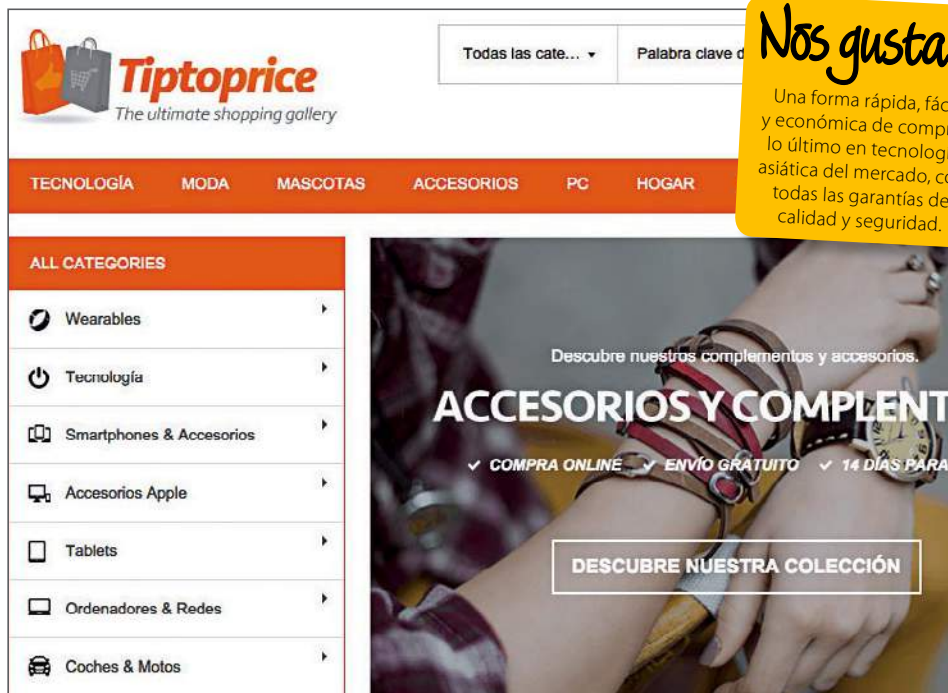 Tiptoprice
The ultimate shopping gallery
Todas las cate...
Palabra clave d
Nos gusta
Una forma rápida, fác
y económica de compr
lo último en tecnologí
asiática del mercado, co
todas las garantías de
calidad y seguridad.
TECNOLOGÍA MODA MASCOTAS ACCESORIOS PC HOGAR
ALL CATEGORIES
Wearables
Tecnología
Smartphones & Accesorios
Accesorios Apple
Tablets
Ordenadores & Redes
Coches & Motos
Descubre nuestros complementos y accesorios.
ACCESORIOS Y COMPLENT
COMPRA ONLINE ENVÍO GRATUITO 14 DÍAS PARA
DESCUBRE NUESTRA COLECCIÓN